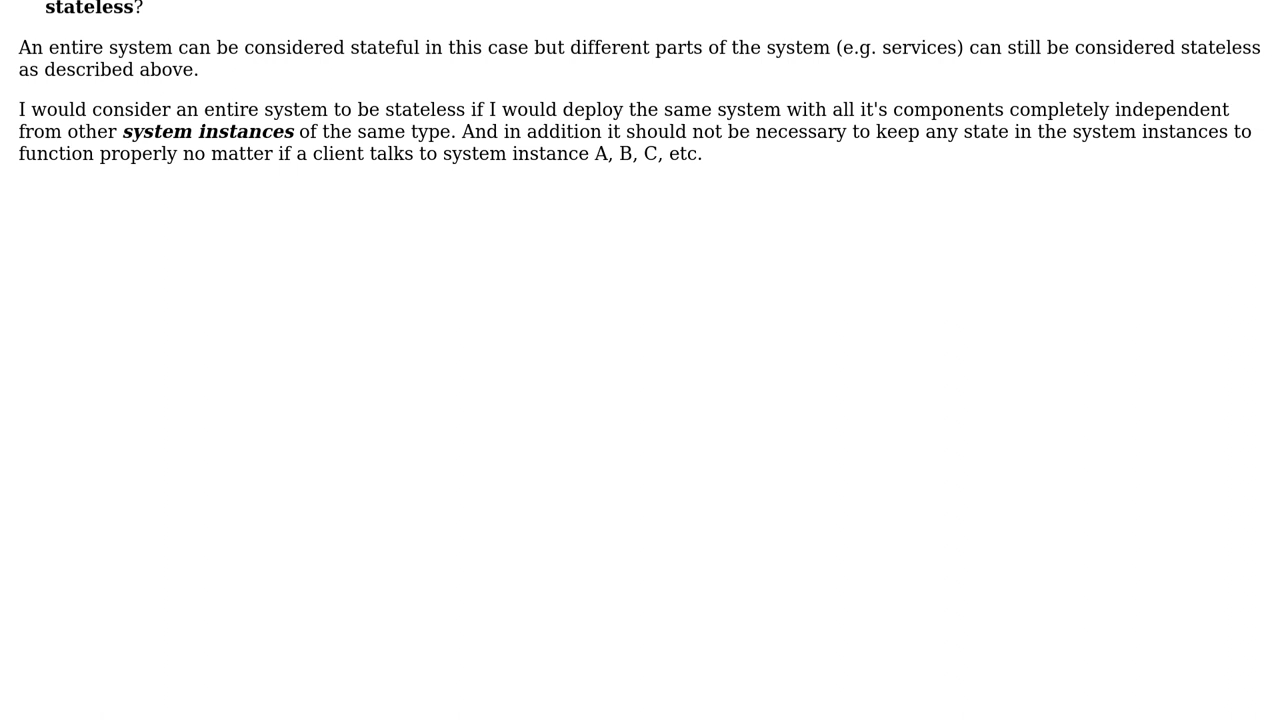 stateless?
An entire system can be considered stateful in this case but different parts of the system (e.g. services) can still be considered stateless
as described above.
I would consider an entire system to be stateless if I would deploy the same system with all it's components completely independent
from other system instances of the same type. And in addition it should not be necessary to keep any state in the system instances to
function properly no matter if a client talks to system instance A, B, C, etc.